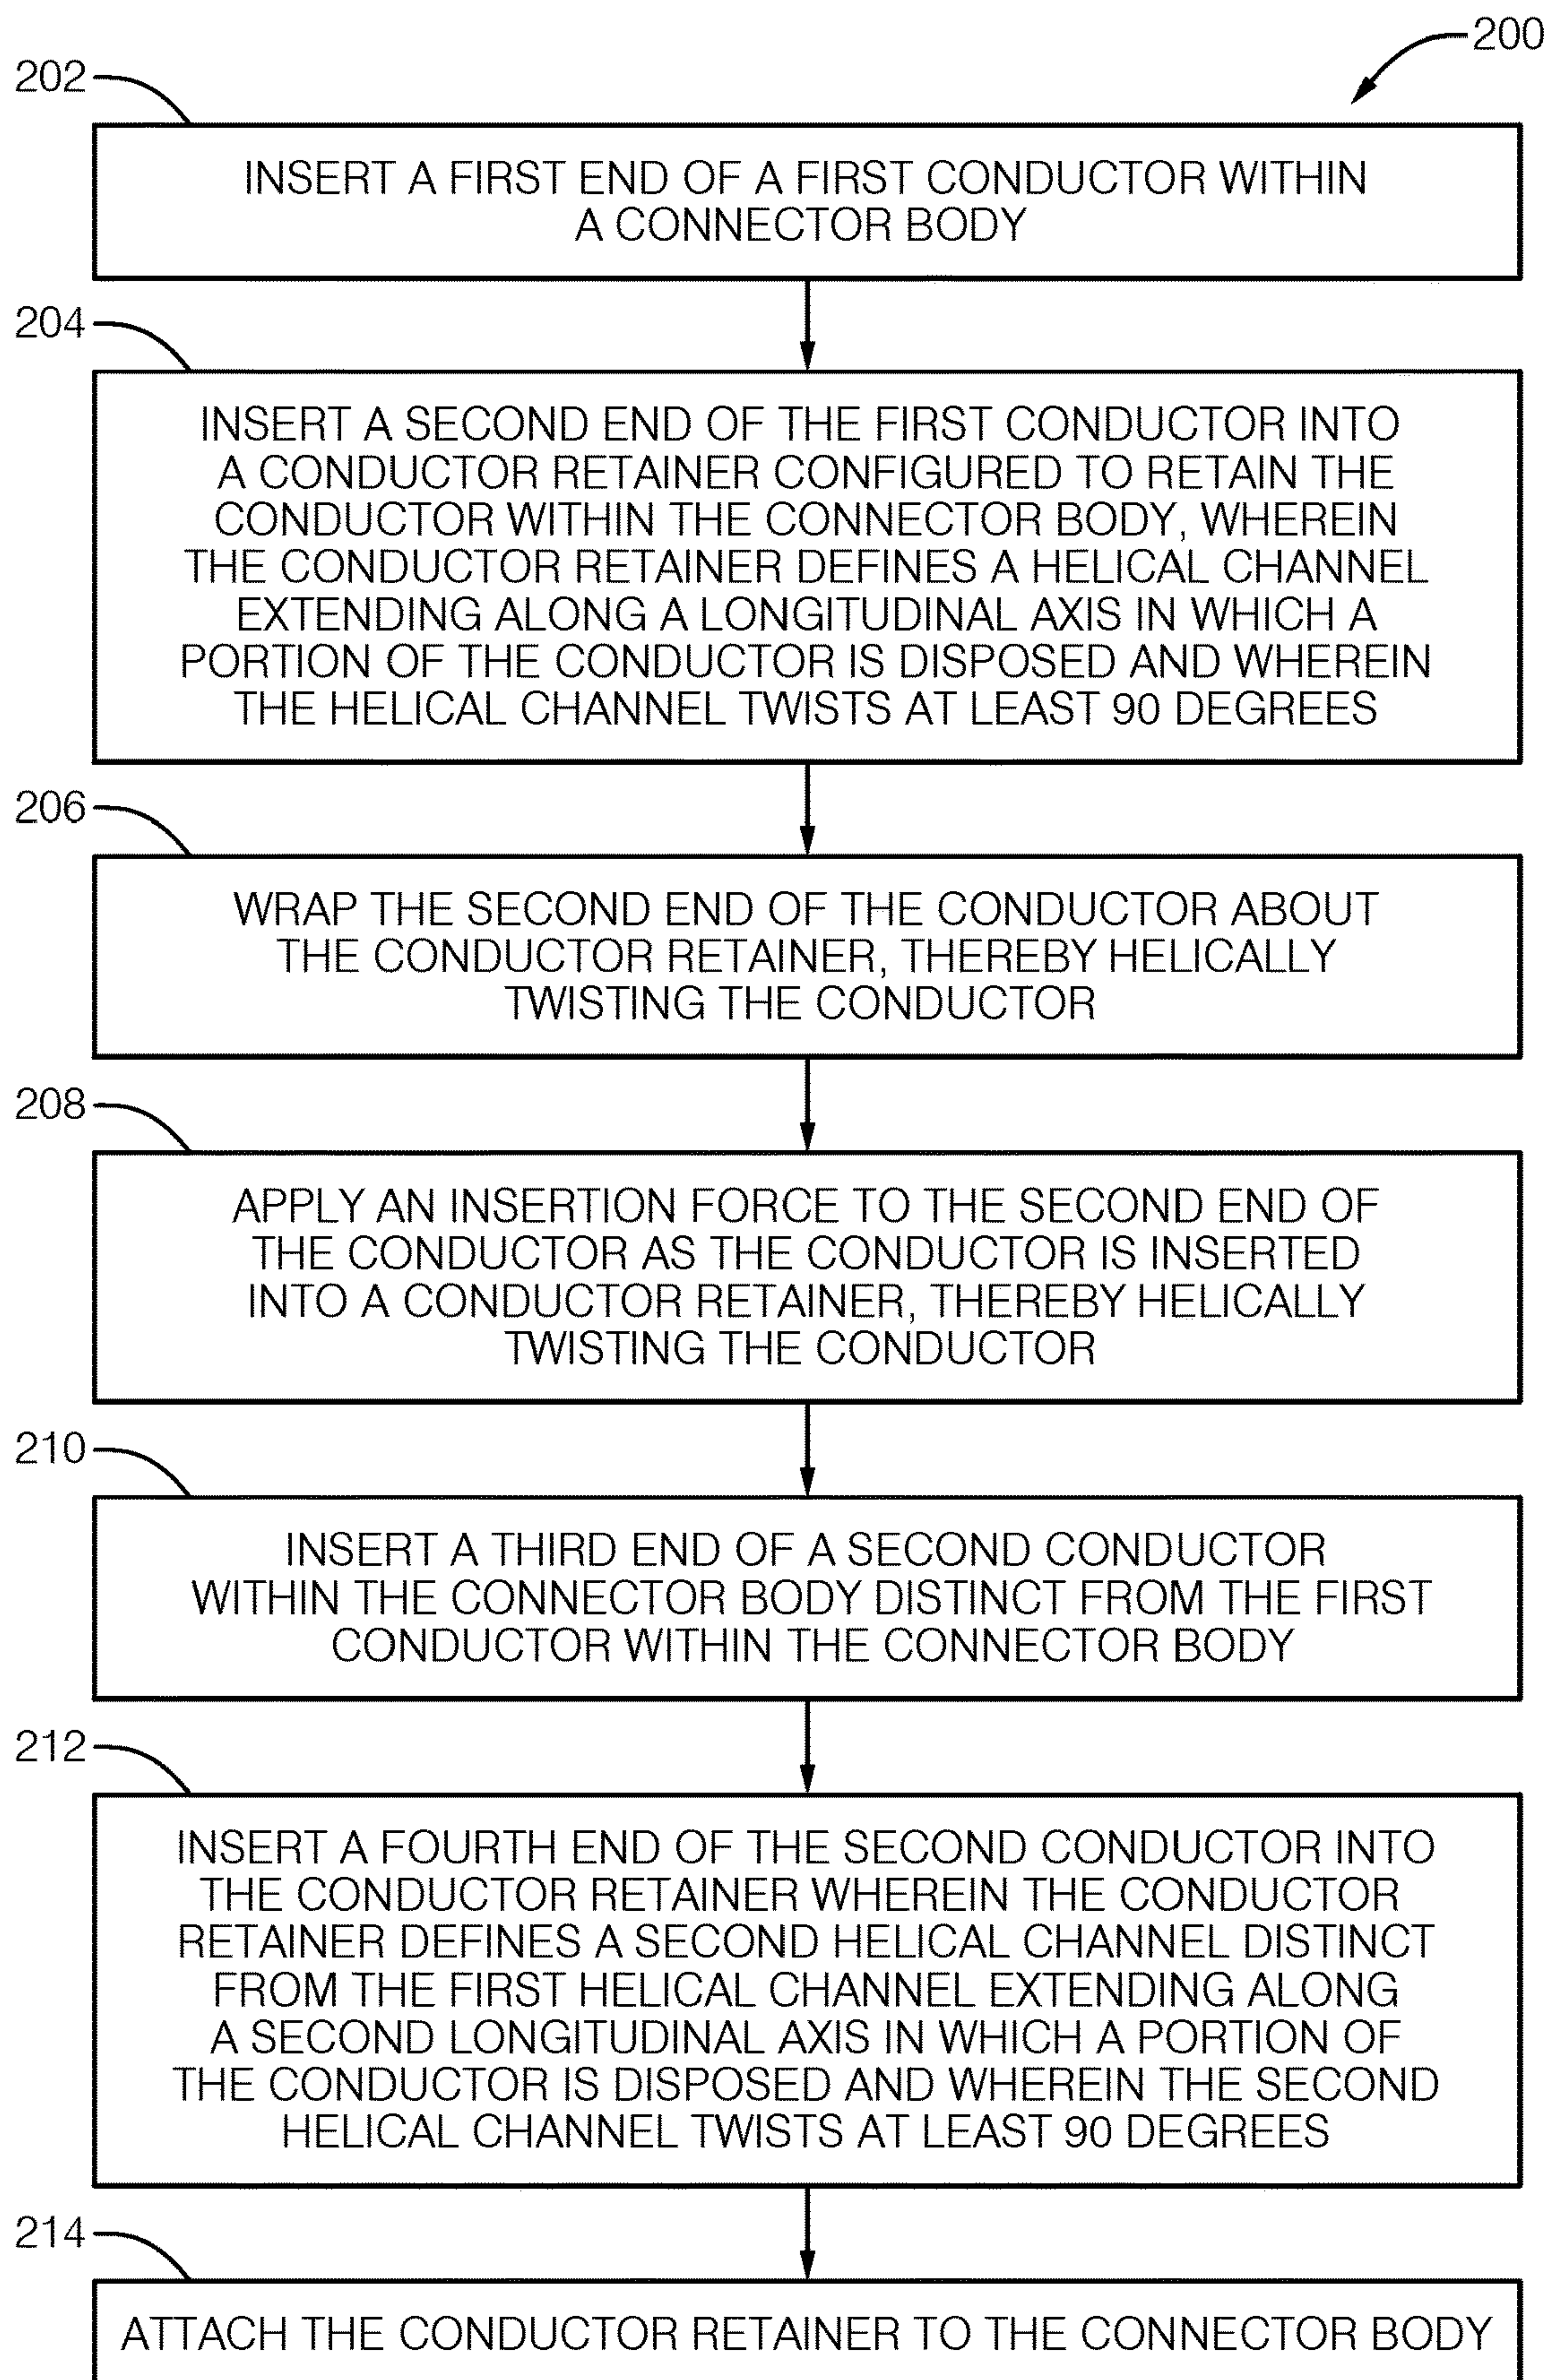 200
202
INSERT A FIRST END OF A FIRST CONDUCTOR WITHIN
A CONNECTOR BODY
204
INSERT A SECOND END OF THE FIRST CONDUCTOR INTO
A CONDUCTOR RETAINER CONFIGURED TO RETAIN THE
CONDUCTOR WITHIN THE CONNECTOR BODY, WHEREIN
THE CONDUCTOR RETAINER DEFINES A HELICAL CHANNEL
EXTENDING ALONG A LONGITUDINAL AXIS IN WHICH A
PORTION OF THE CONDUCTOR IS DISPOSED AND WHEREIN
THE HELICAL CHANNEL TWISTS AT LEAST 90 DEGREES
206
WRAP THE SECOND END OF THE CONDUCTOR ABOUT
THE CONDUCTOR RETAINER, THEREBY HELICALLY
TWISTING THE CONDUCTOR
208
APPLY AN INSERTION FORCE TO THE SECOND END OF
THE CONDUCTOR AS THE CONDUCTOR IS INSERTED
INTO A CONDUCTOR RETAINER, THEREBY HELICALLY
TWISTING THE CONDUCTOR
210
INSERT A THIRD END OF A SECOND CONDUCTOR
WITHIN THE CONNECTOR BODY DISTINCT FROM THE FIRST
CONDUCTOR WITHIN THE CONNECTOR BODY
212
INSERT A FOURTH END OF THE SECOND CONDUCTOR INTO
THE CONDUCTOR RETAINER WHEREIN THE CONDUCTOR
RETAINER DEFINES A SECOND HELICAL CHANNEL DISTINCT
FROM THE FIRST HELICAL CHANNEL EXTENDING ALONG
A SECOND LONGITUDINAL AXIS IN WHICH A PORTION OF
THE CONDUCTOR IS DISPOSED AND WHEREIN THE SECOND
HELICAL CHANNEL TWISTS AT LEAST 90 DEGREES
214
ATTACH THE CONDUCTOR RETAINER TO THE CONNECTOR BODY